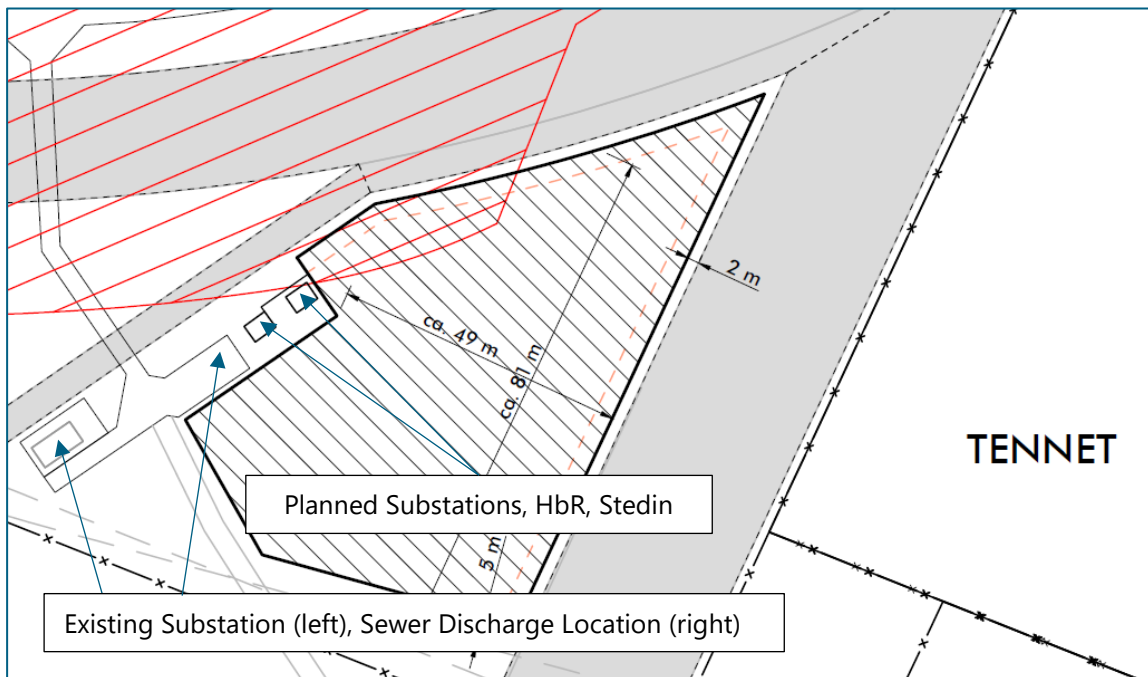 2 m
ca. 49 m
ca. 81 m
TENNET
Planned Substations, HbR, Stedin
5 m
Existing Substation (left), Sewer Discharge Location (right)